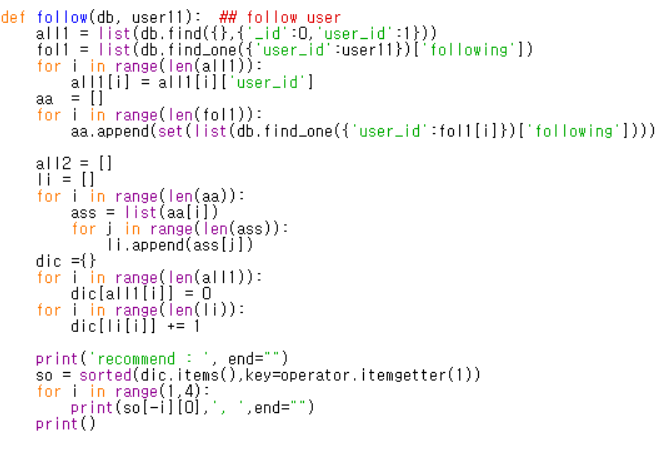 def follow(db, user11):  ## follow user
    all1 = list(db.find({},{'_id':0,'user_id':1}))
    fol1 = list(db.find_one({'user_id':user11})['following'])
    for i in range(len(all1)):
        all1[i] = all1[i]['user_id']
    aa  = []
    for i in range(len(fol1)):
        aa.append(set(list(db.find_one({'user_id':fol1[i]})['following'])))

    all2 = []
    li = []
    for i in range(len(aa)):
        ass = list(aa[i])
        for j in range(len(ass)):
            li.append(ass[j])
    dic ={}
    for i in range(len(all1)):
        dic[all1[i]] = 0
    for i in range(len(li)):
        dic[li[i]] += 1

    print('recommend : ', end="")
    so = sorted(dic.items(),key=operator.itemgetter(1))
    for i in range(1,4):
        print(so[-i][0],', ',end="")
    print()